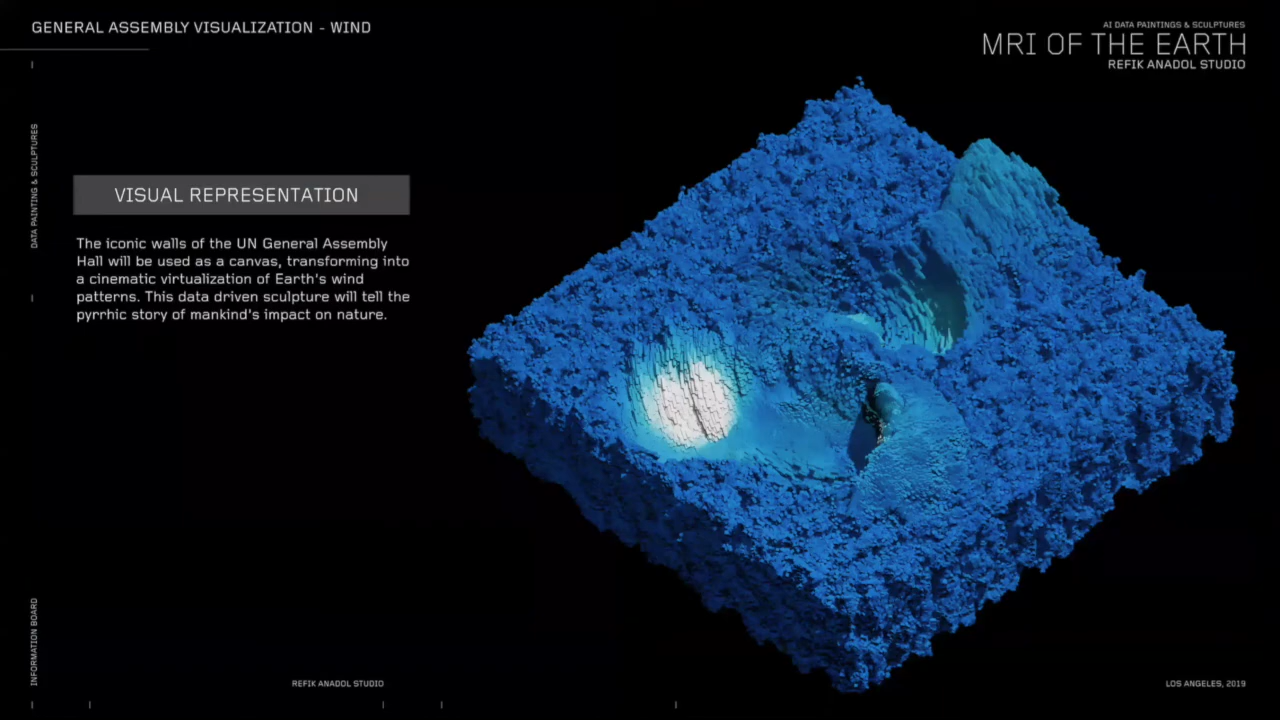 GENERAL ASSEMBLY VISUALIZATION - WIND
AI DATA PAINTINGS & SCULPTURES
MRI OF THE EARTH
REFIK ANADOL STUDIO
DATA PAINTING & SCULPTURES
VISUAL REPRESENTATION
The iconic walls of the UN General Assembly
Hall will be used as a canvas, transforming into
a cinematic virtualization of Earth's wind
patterns. This data driven sculpture will tell the
pyrrhic story of mankind's impact on nature.
INFORMATION BOARD
REFIK ANADOL STUDIO
LOS ANGELES, 2019